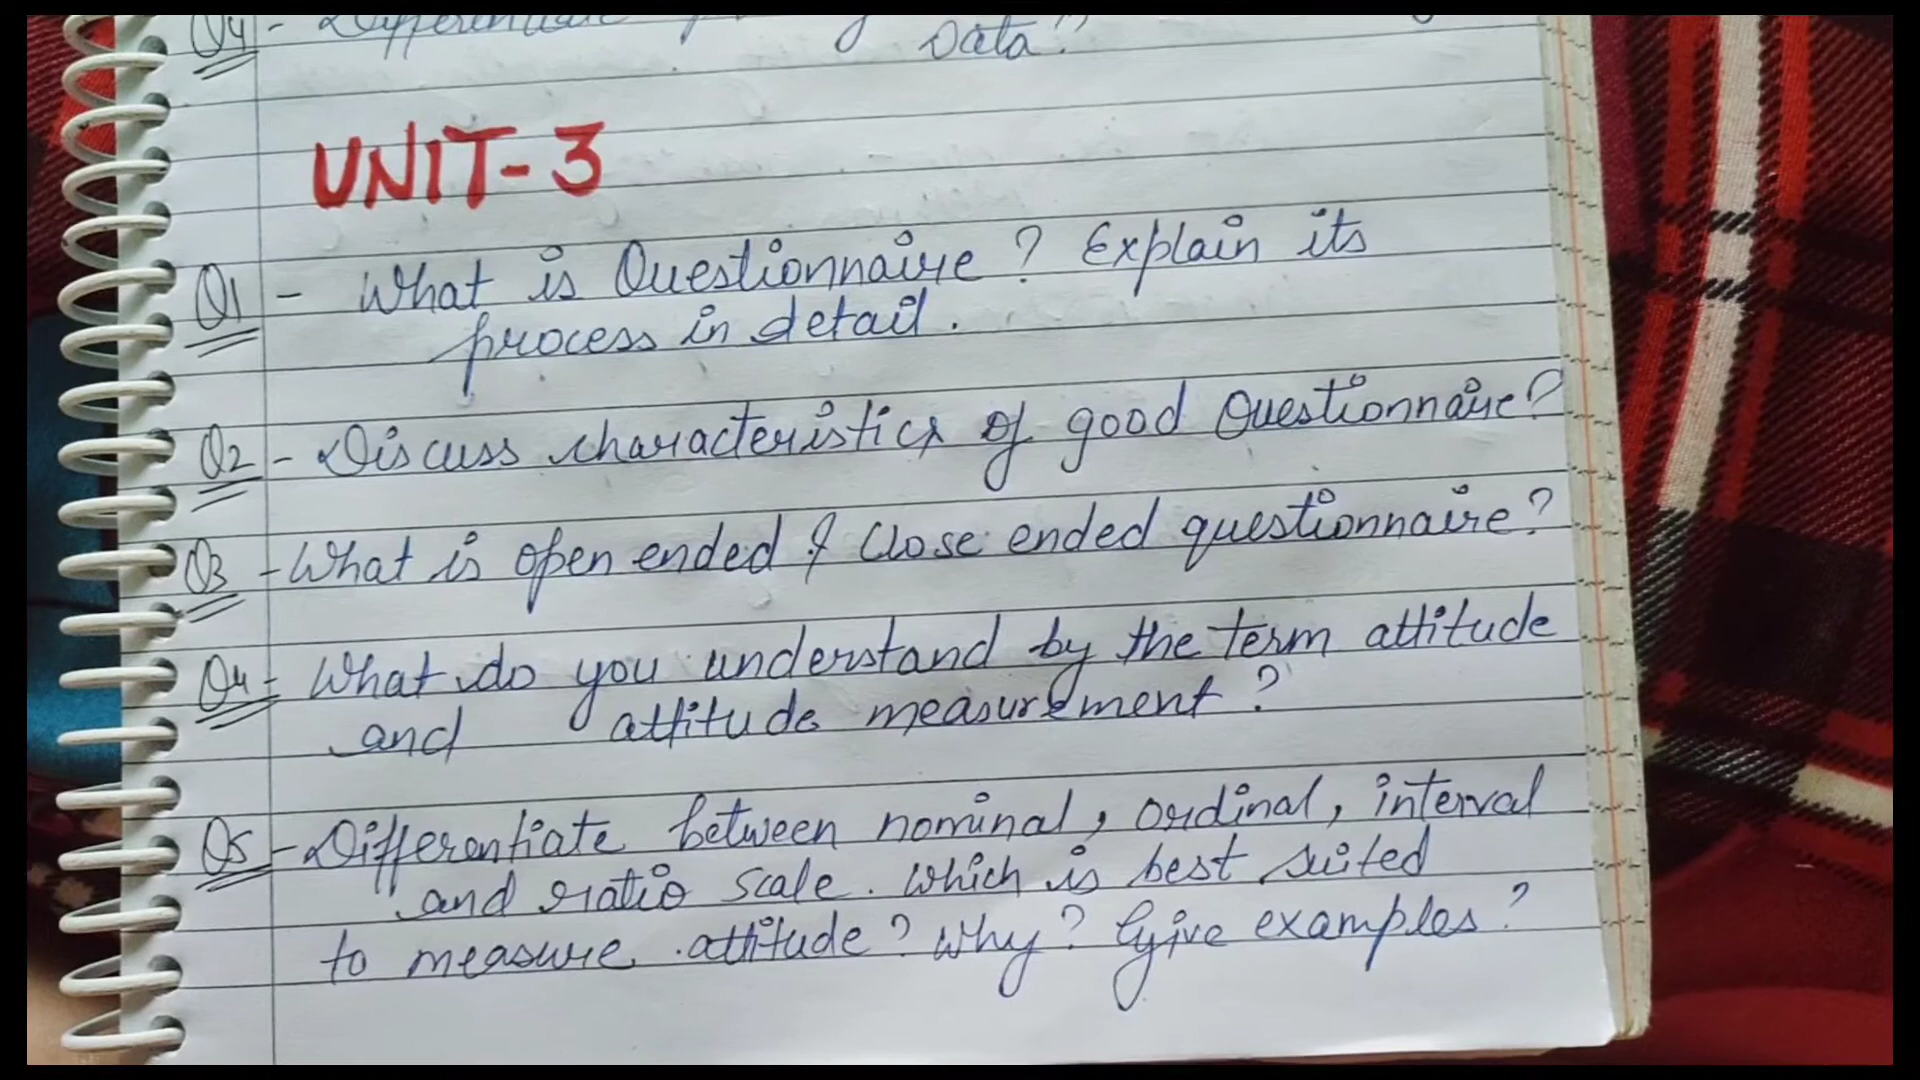 Q4 - Differentiate
Data?
UNIT-3
Q1 - What is Questionnaire? Explain its
process in detail.
Q2 - Discuss characteristics of good Questionnaire?
Q3 - What is open ended & Close ended questionnaire?
Q4 - What do you understand by the term attitude
and attitude measurement?
Q5 - Differentiate between nominal, ordinal, interval
and ratio scale. Which is best suited
to measure attitude? Why? Give examples?